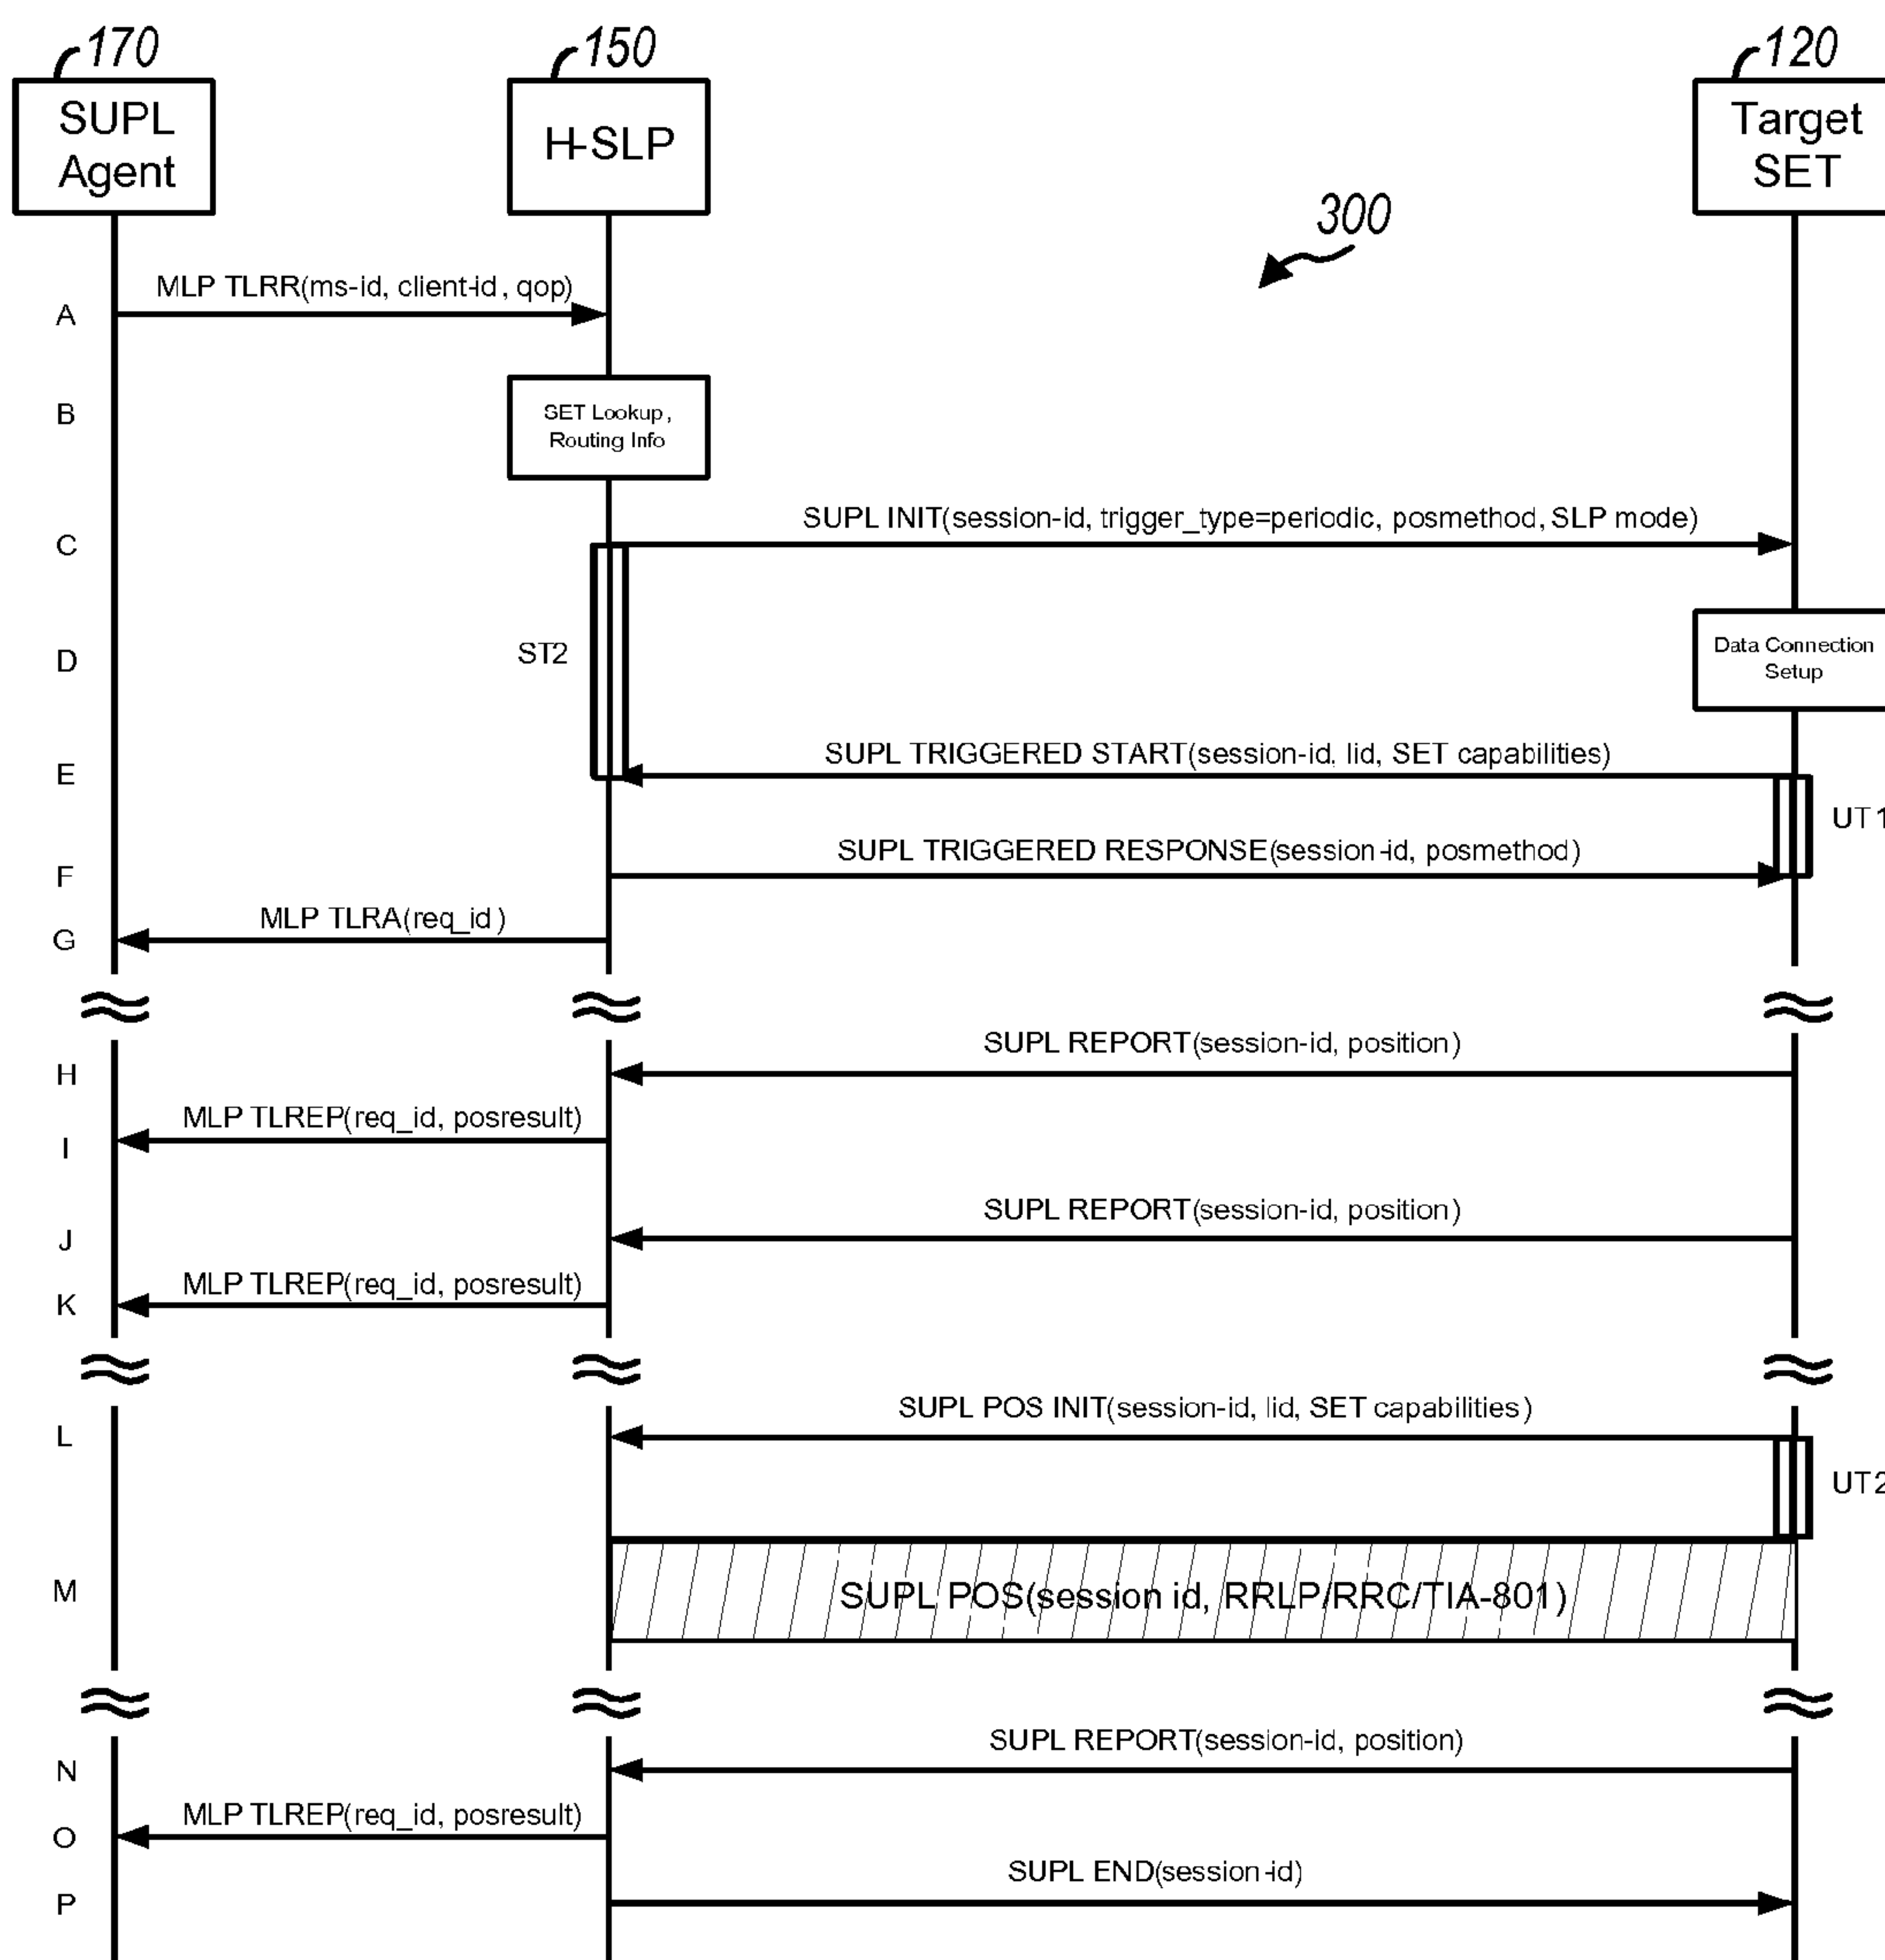 170
150
120
SUPL
Agent
H-SLP
Target
SET
300
MLP TLRR(ms-id, client-id, qop)
A
B
SET Lookup,
Routing Info
SUPL INIT(session-id, trigger_type=periodic, posmethod, SLP mode)
C
D
ST2
Data Connection
Setup
SUPL TRIGGERED START(session-id, lid, SET capabilities)
E
UT1
SUPL TRIGGERED RESPONSE(session-id, posmethod)
F
MLP TLRA(req_id)
G
SUPL REPORT(session-id, position)
H
MLP TLREP(req_id, posresult)
I
SUPL REPORT(session-id, position)
J
MLP TLREP(req_id, posresult)
K
SUPL POS INIT(session-id, lid, SET capabilities)
L
UT2
M
SUPL POS(session id, RRLP/RRC/TIA-801)
SUPL REPORT(session-id, position)
N
MLP TLREP(req_id, posresult)
O
SUPL END(session-id)
P